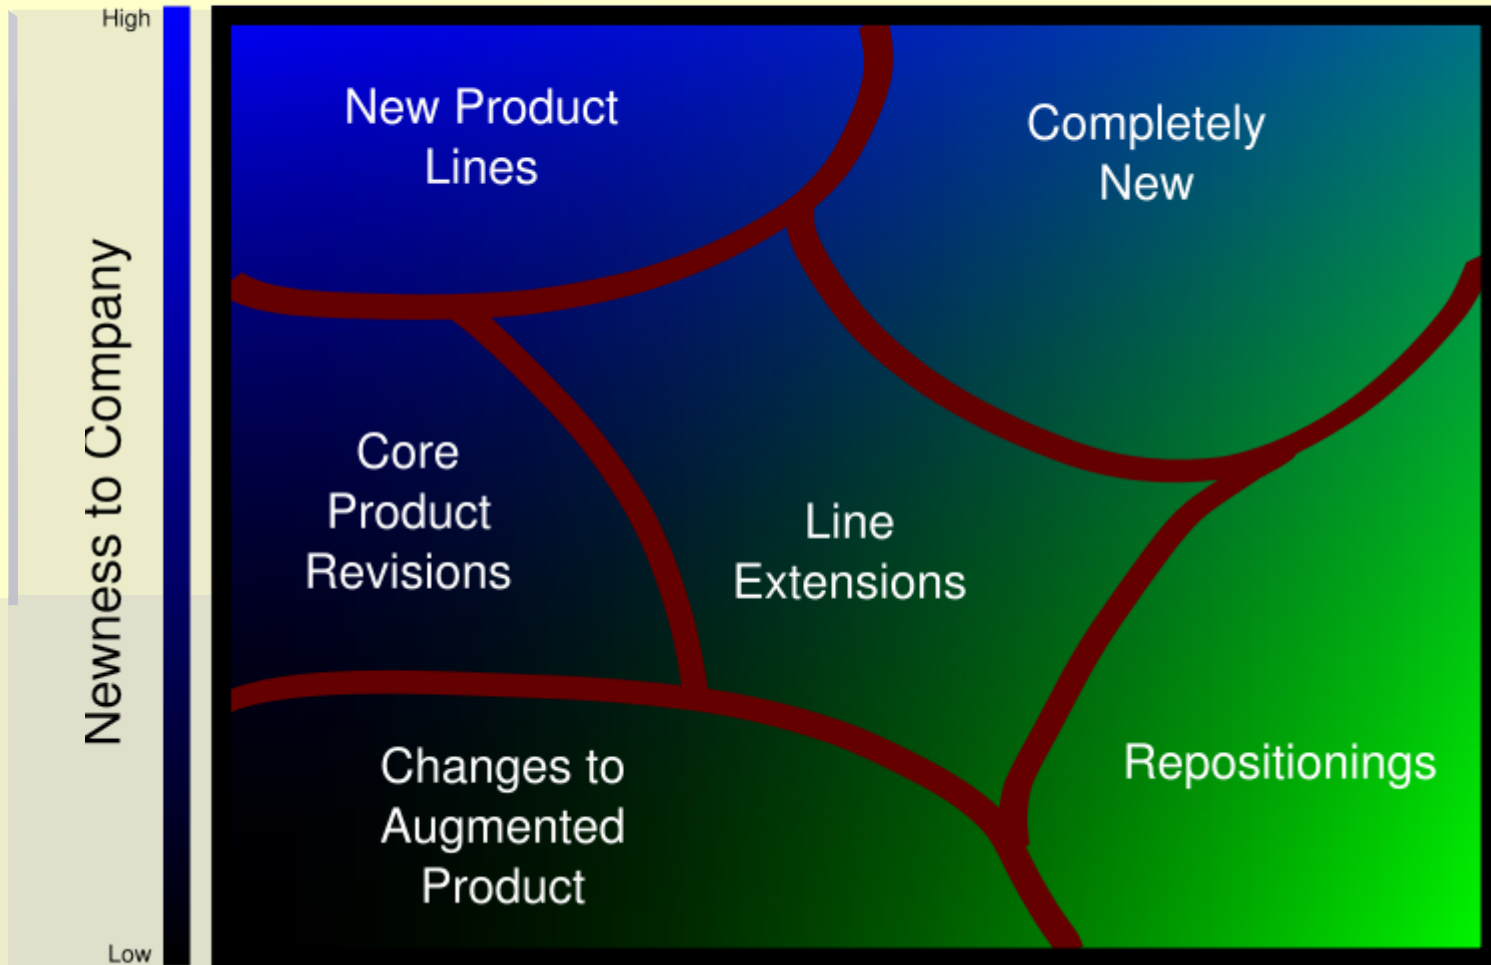 High
Newness to Company
Low
New Product
Lines
Completely
New
Core
Product
Revisions
Line
Extensions
Changes to
Augmented
Product
Repositionings